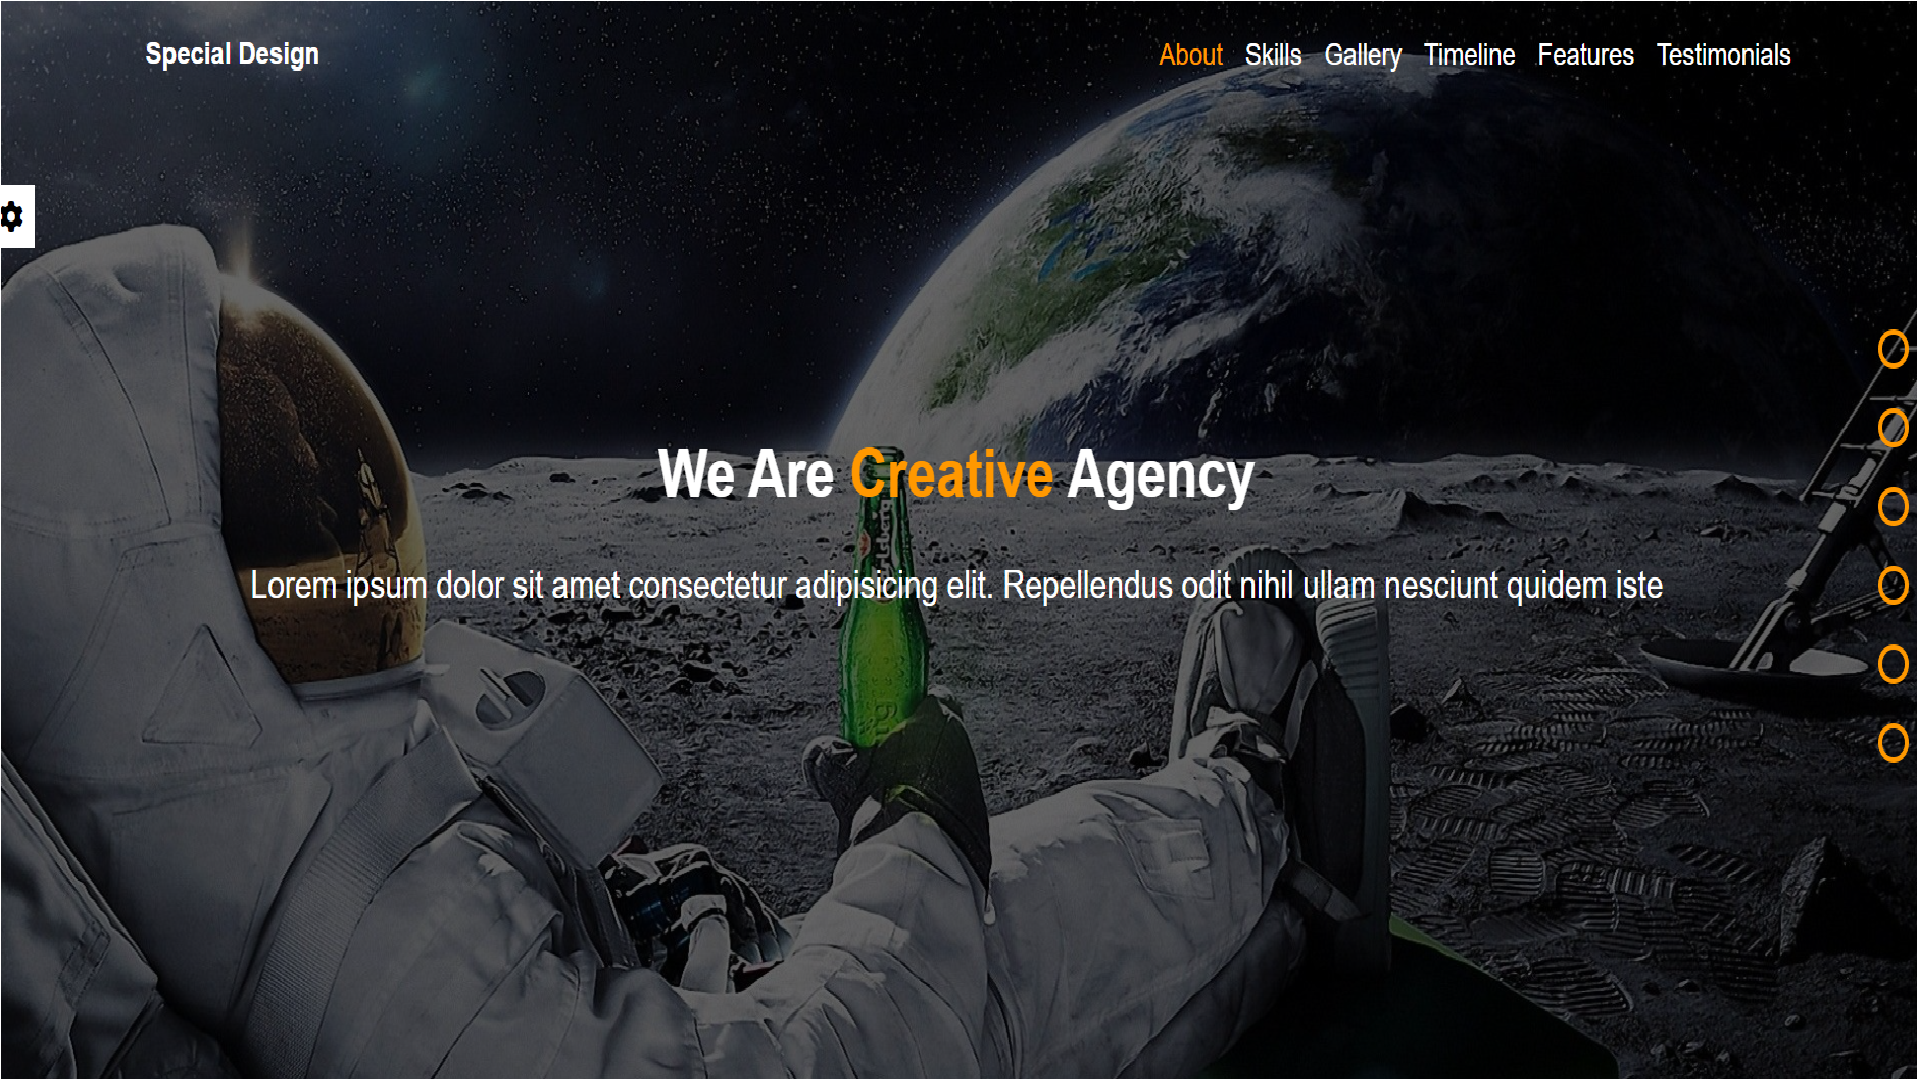 Special Design
About Skills Gallery Timeline Features Testimonials
We Are Creative Agency
Lorem ipsum dolor sit amet consectetur adipisicing elit. Repellendus odit nihil ullam nesciunt quidem iste